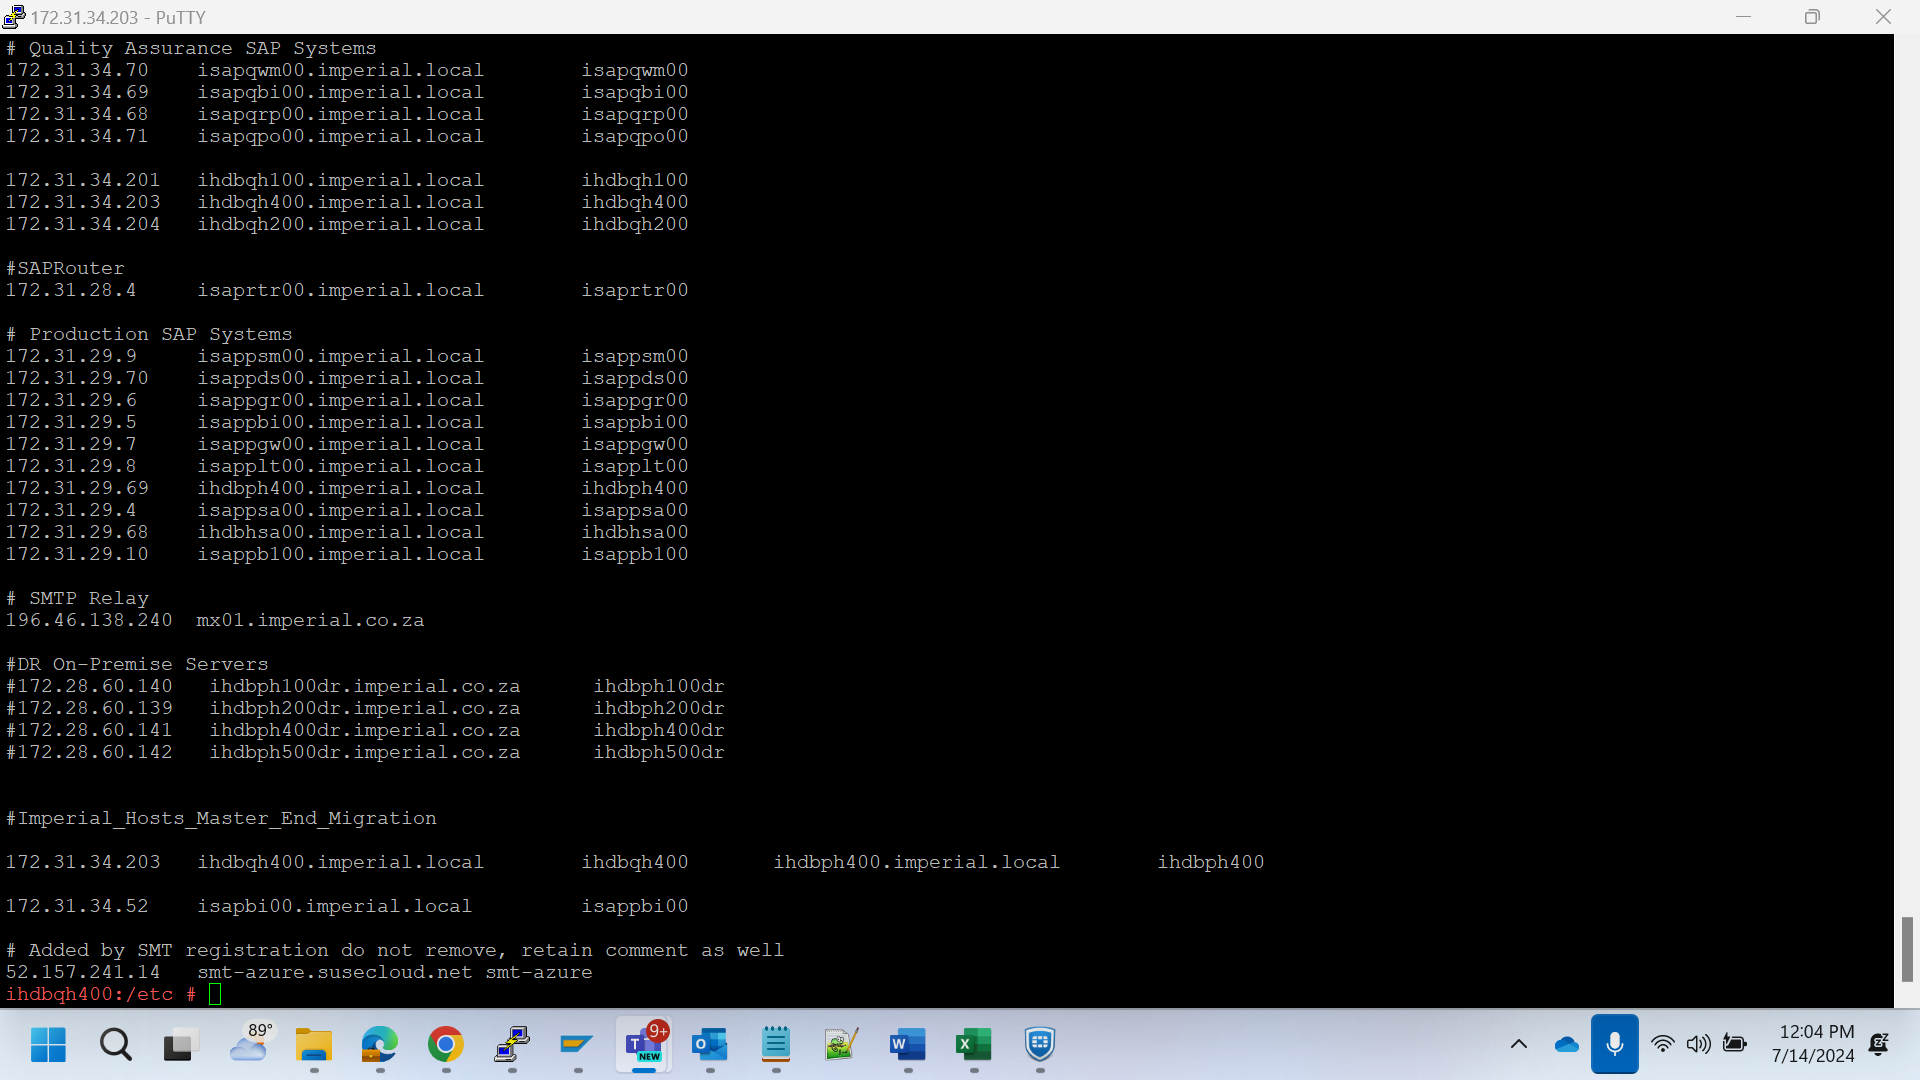 172.31.34.203 - PuTTY
# Quality Assurance SAP Systems
172.31.34.70    isapqwm00.imperial.local        isapqwm00
172.31.34.69    isapqbi00.imperial.local        isapqbi00
172.31.34.68    isapqrp00.imperial.local        isapqrp00
172.31.34.71    isapqpo00.imperial.local        isapqpo00
172.31.34.201   ihdbqh100.imperial.local        ihdbqh100
172.31.34.203   ihdbqh400.imperial.local        ihdbqh400
172.31.34.204   ihdbqh200.imperial.local        ihdbqh200
#SAPRouter
172.31.28.4     isaprtr00.imperial.local        isaprtr00
# Production SAP Systems
172.31.29.9     isappsm00.imperial.local        isappsm00
172.31.29.70    isappds00.imperial.local        isappds00
172.31.29.6     isappgr00.imperial.local        isappgr00
172.31.29.5     isappbi00.imperial.local        isappbi00
172.31.29.7     isappgw00.imperial.local        isappgw00
172.31.29.8     isapplt00.imperial.local        isapplt00
172.31.29.69    ihdbph400.imperial.local        ihdbph400
172.31.29.4     isappsa00.imperial.local        isappsa00
172.31.29.68    ihdbhsa00.imperial.local        ihdbhsa00
172.31.29.10    isappb100.imperial.local        isappb100
# SMTP Relay
196.46.138.240  mx01.imperial.co.za
#DR On-Premise Servers
#172.28.60.140   ihdbph100dr.imperial.co.za      ihdbph100dr
#172.28.60.139   ihdbph200dr.imperial.co.za      ihdbph200dr
#172.28.60.141   ihdbph400dr.imperial.co.za      ihdbph400dr
#172.28.60.142   ihdbph500dr.imperial.co.za      ihdbph500dr
#Imperial_Hosts_Master_End_Migration
172.31.34.203   ihdbqh400.imperial.local        ihdbqh400       ihdbph400.imperial.local        ihdbph400
172.31.34.52    isapbi00.imperial.local         isappbi00
# Added by SMT registration do not remove, retain comment as well
52.157.241.14   smt-azure.susecloud.net smt-azure
ihdbqh400:/etc #
89°
9+
T
NEW
O
W
X
12:04 PM
7/14/2024